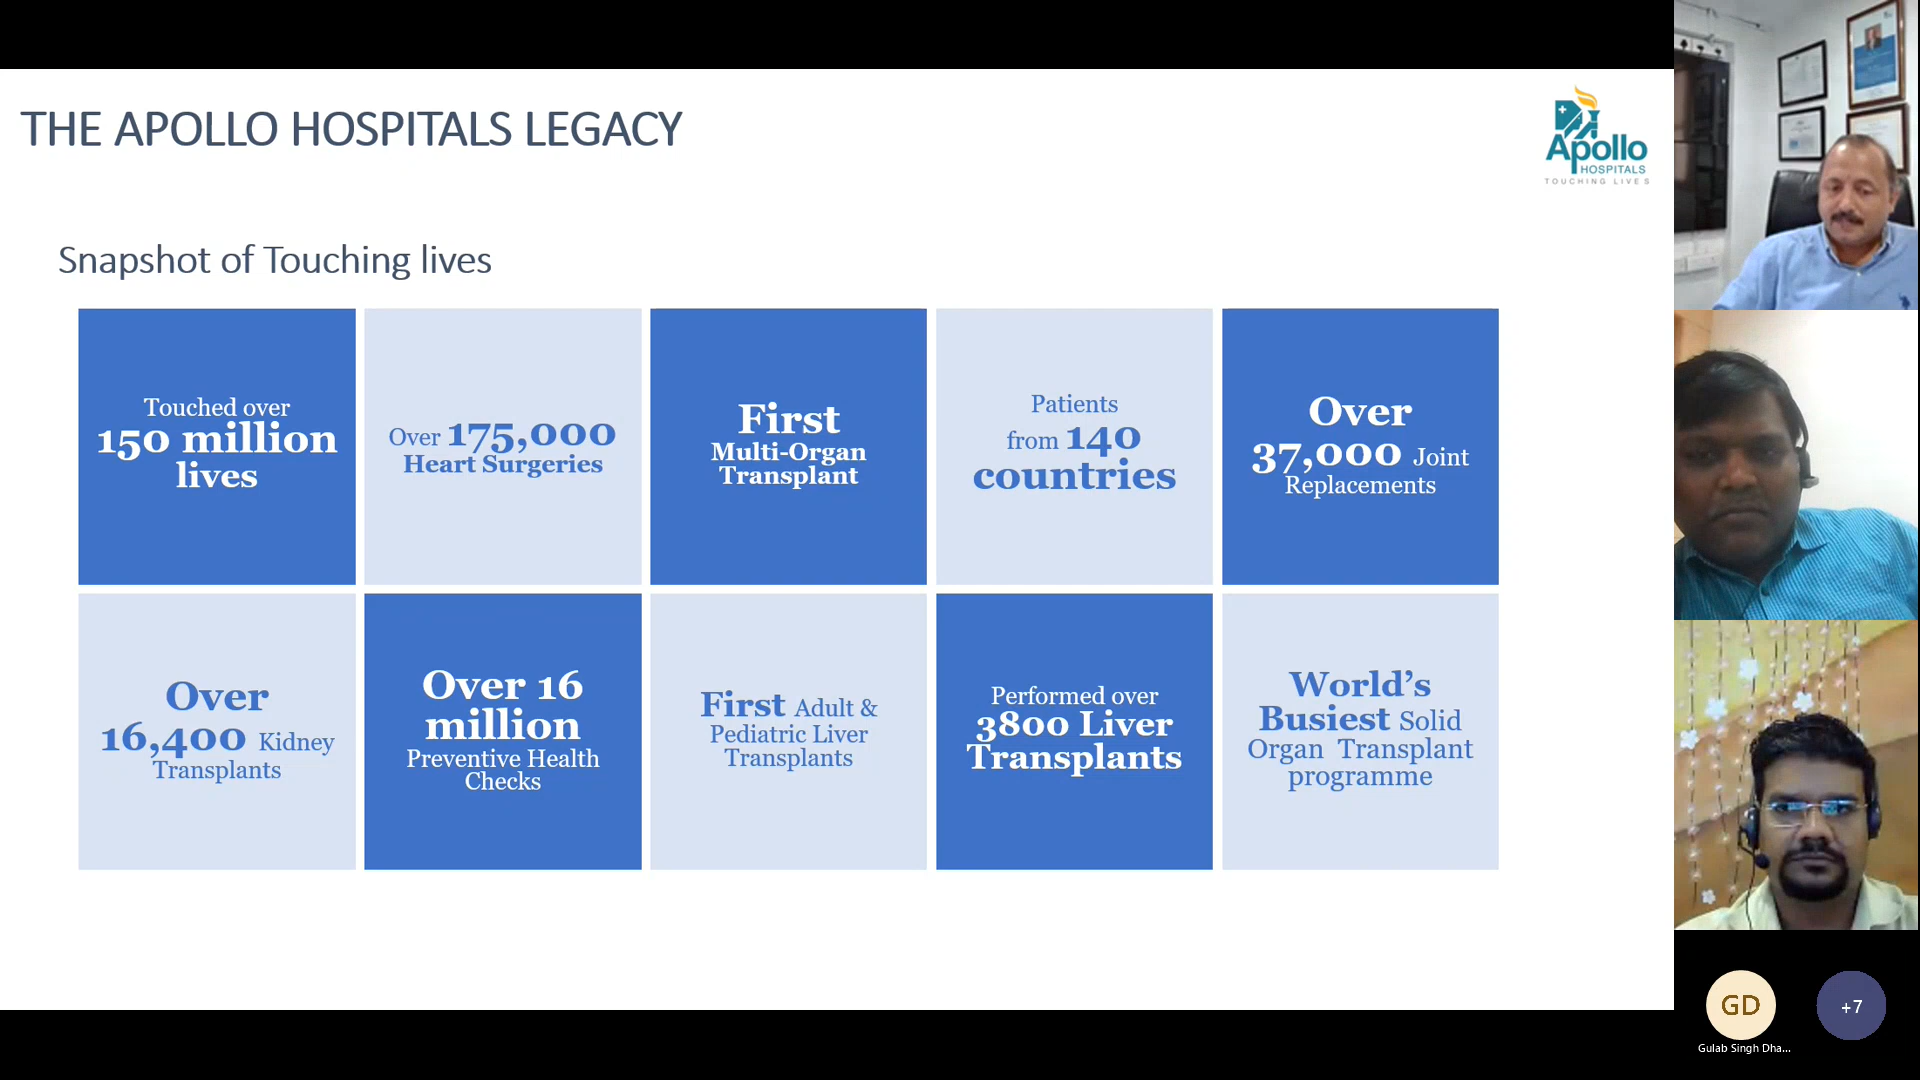 THE APOLLO HOSPITALS LEGACY
Apollo
HOSPITALS
TOUCHING LIVES
Snapshot of Touching lives
Touched over
150 million
lives
Over 175,000
Heart Surgeries
First
Multi-Organ
Transplant
Patients
from 140
countries
Over
37,000 Joint
Replacements
Over
16,400 Kidney
Transplants
Over 16
million
Preventive Health
Checks
First Adult &
Pediatric Liver
Transplants
Performed over
3800 Liver
Transplants
World's
Busiest Solid
Organ Transplant
programme
GD
+7
Gulab Singh Dha...